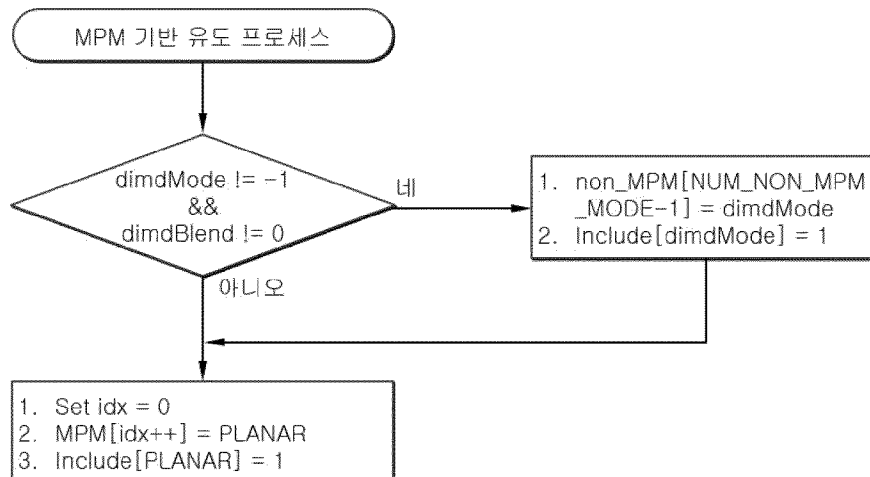 MPM 기반 유도 프로세스
dimdMode != -1
&&
dimdBlend != 0
네
1. non_MPM[NUM_NON_MPM
_MODE-1] = dimdMode
2. Include[dimdMode] = 1
아니오
1. Set idx = 0
2. MPM[idx++] = PLANAR
3. Include[PLANAR] = 1